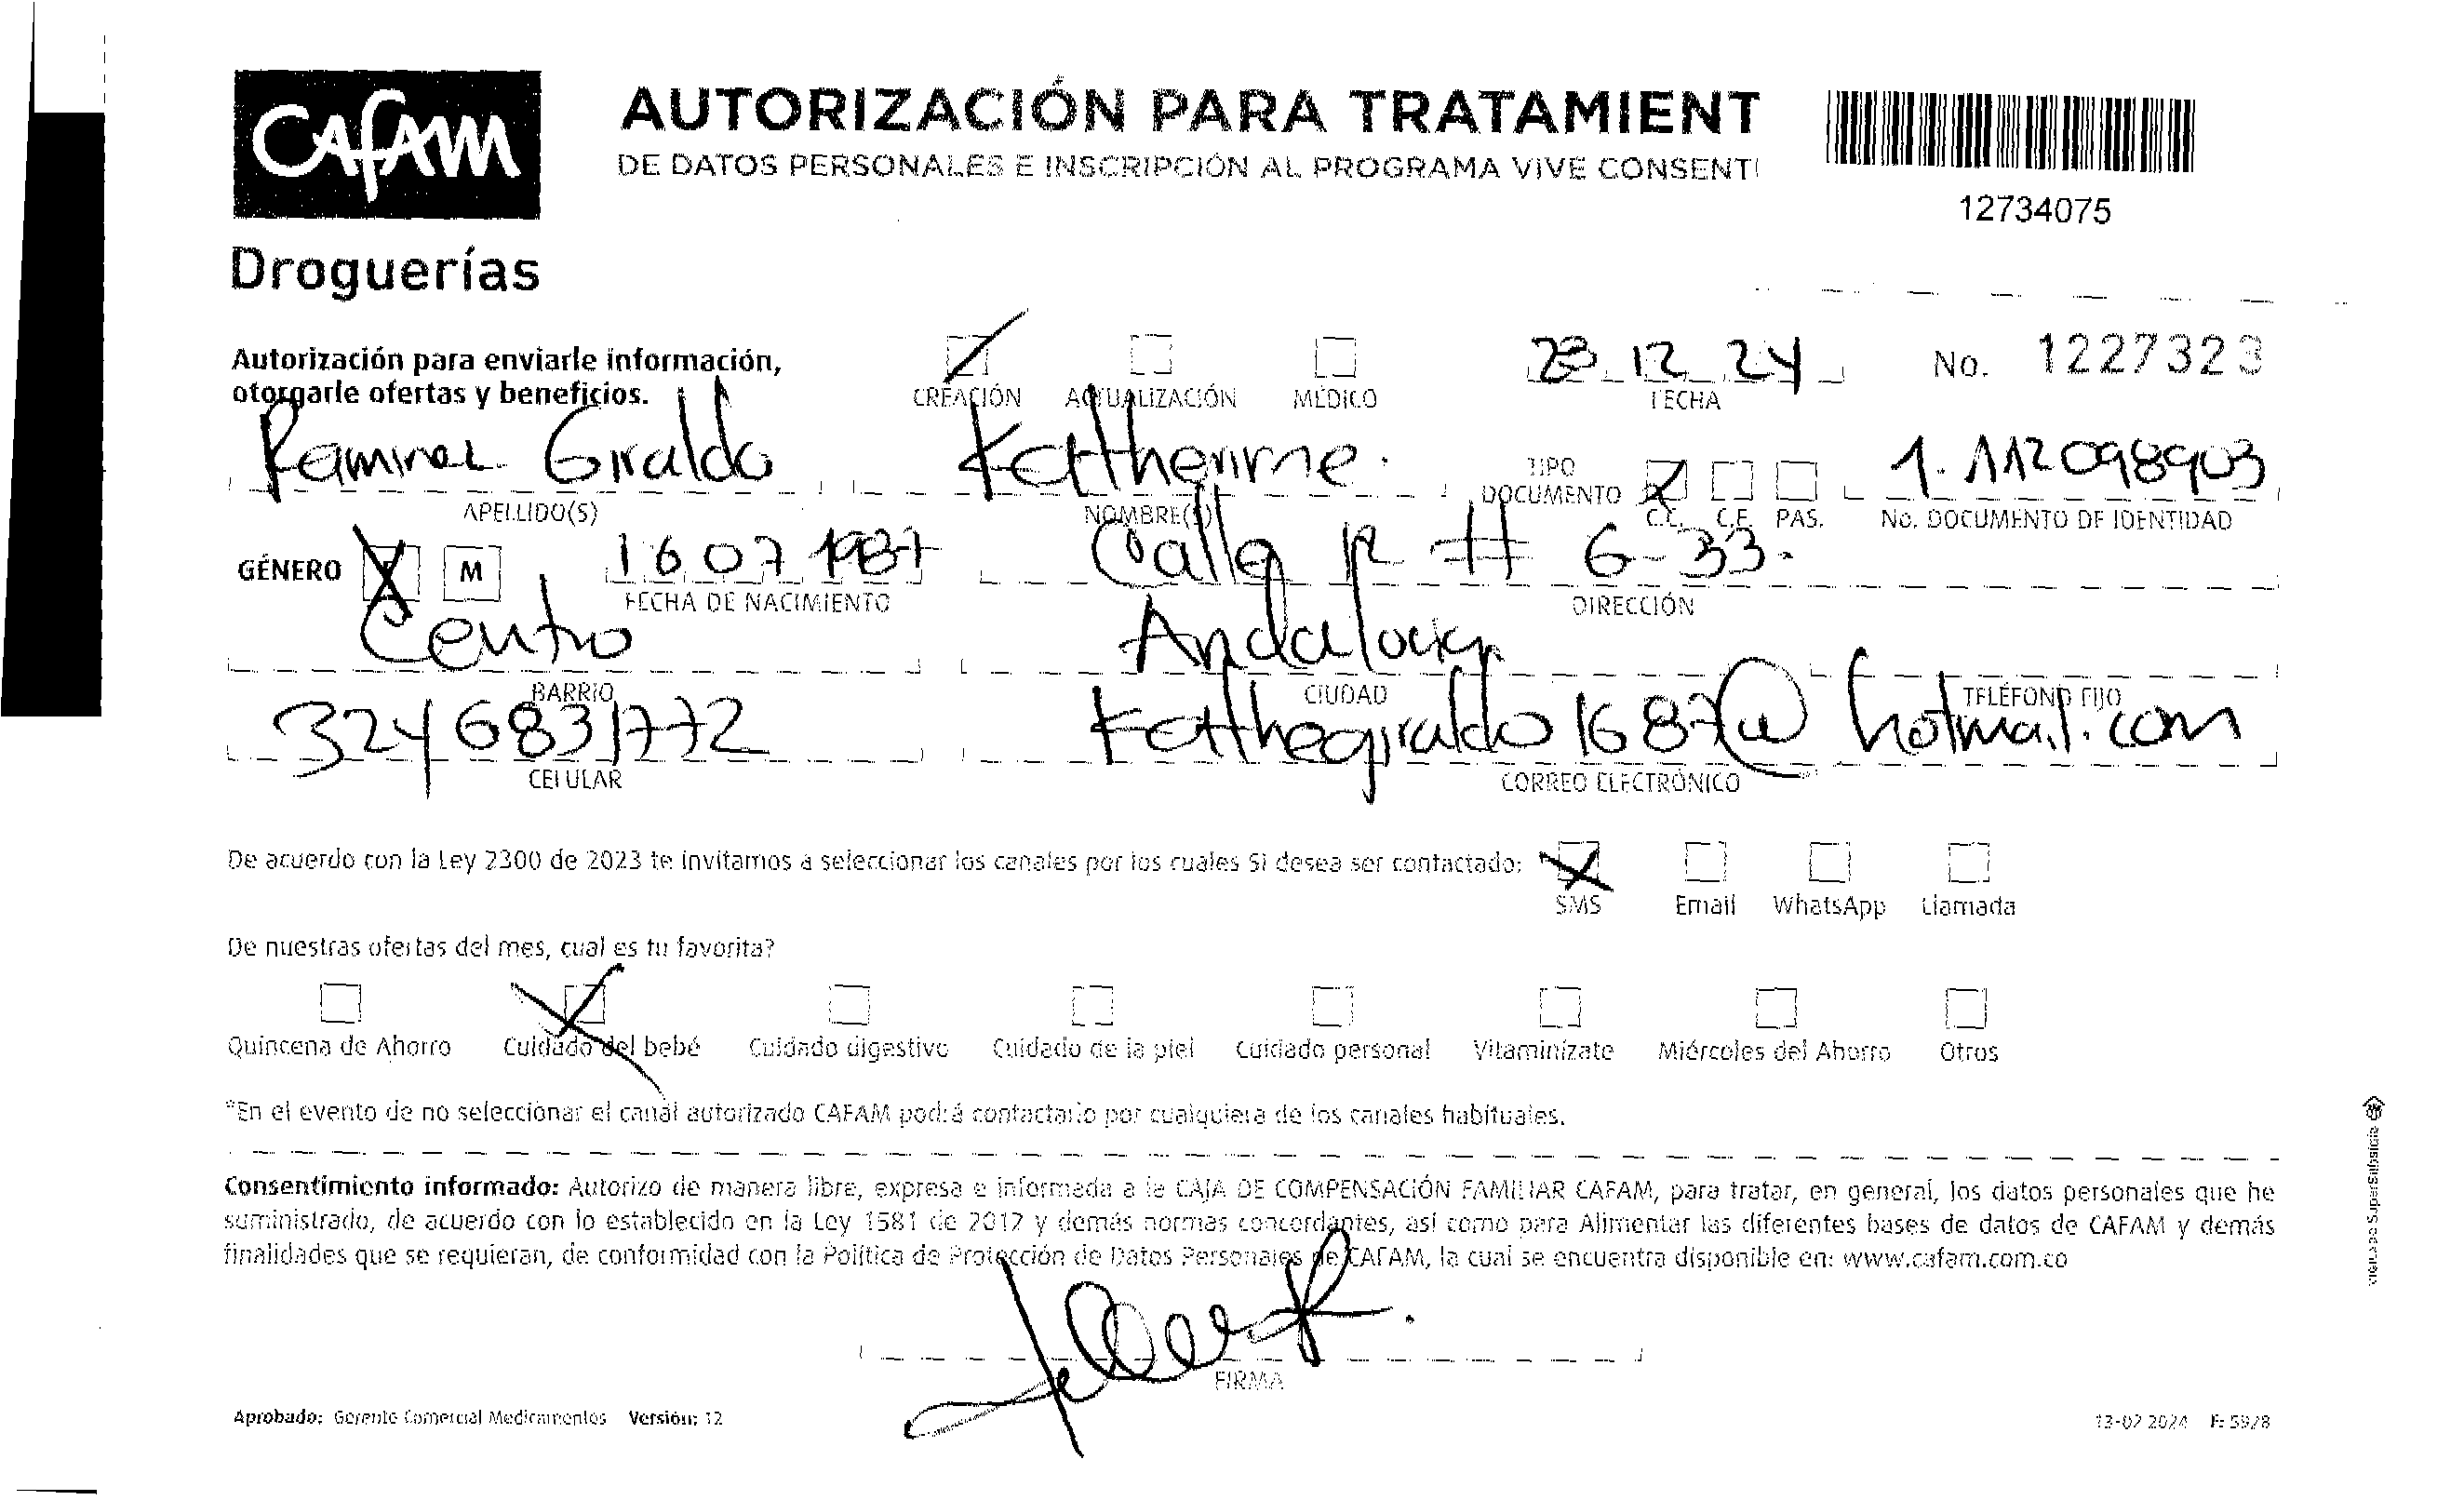 CAFAM
Droguerías
AUTORIZACIÓN PARA TRATAMIENT
DE DATOS PERSONALES E INSCRIPCIÓN AL PROGRAMA VIVE CONSENTI
12734075
Autorización para enviarle información,
otorgarle ofertas y beneficios.
CREACIÓN ACTUALIZACIÓN MÉDICO
23 12 24
FECHA
No. 1227323
Ramirez Giraldo Katherinne.
APELLIDO(S) NOMBRE(S)
TIPO
DOCUMENTO
C.C. C.E. PAS.
1.112098903
No. DOCUMENTO DE IDENTIDAD
GÉNERO F M
16 07 1987
FECHA DE NACIMIENTO
Calle 12 # 6-33.
DIRECCIÓN
Centro
BARRIO
Andalucia
CIUDAD
TELÉFONO FIJO
324 6831772
CELULAR
Kathegiraldo1687@hotmail.com
CORREO ELECTRÓNICO
De acuerdo con la Ley 2300 de 2023 te invitamos a seleccionar los canales por los cuales Si desea ser contactado:
SMS Email WhatsApp Llamada
De nuestras ofertas del mes, cual es tu favorita?
Quincena de Ahorro Cuidado del bebé Cuidado digestivo Cuidado de la piel Cuidado personal Vitaminízate Miércoles del Ahorro Otros
*En el evento de no seleccionar el canal autorizado CAFAM podrá contactarlo por cualquiera de los canales habituales.
Consentimiento informado: Autorizo de manera libre, expresa e informada a la CAJA DE COMPENSACIÓN FAMILIAR CAFAM, para tratar, en general, los datos personales que he
suministrado, de acuerdo con lo establecido en la Ley 1581 de 2012 y demás normas concordantes, así como para Alimentar las diferentes bases de datos de CAFAM y demás
finalidades que se requieran, de conformidad con la Política de Protección de Datos Personales de CAFAM, la cual se encuentra disponible en: www.cafam.com.co
FIRMA
Aprobado: Gerente Comercial Medicamentos Versión: 12
13-02 2024 F: 5928
VIGILADO SuperSubsidio